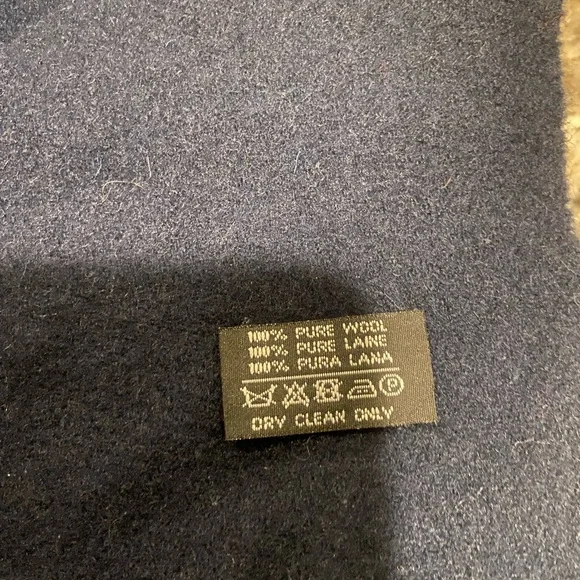 100% PURE WOOL
100% PURE LAINE
100% PURA LANA
P
DRY CLEAN ONLY